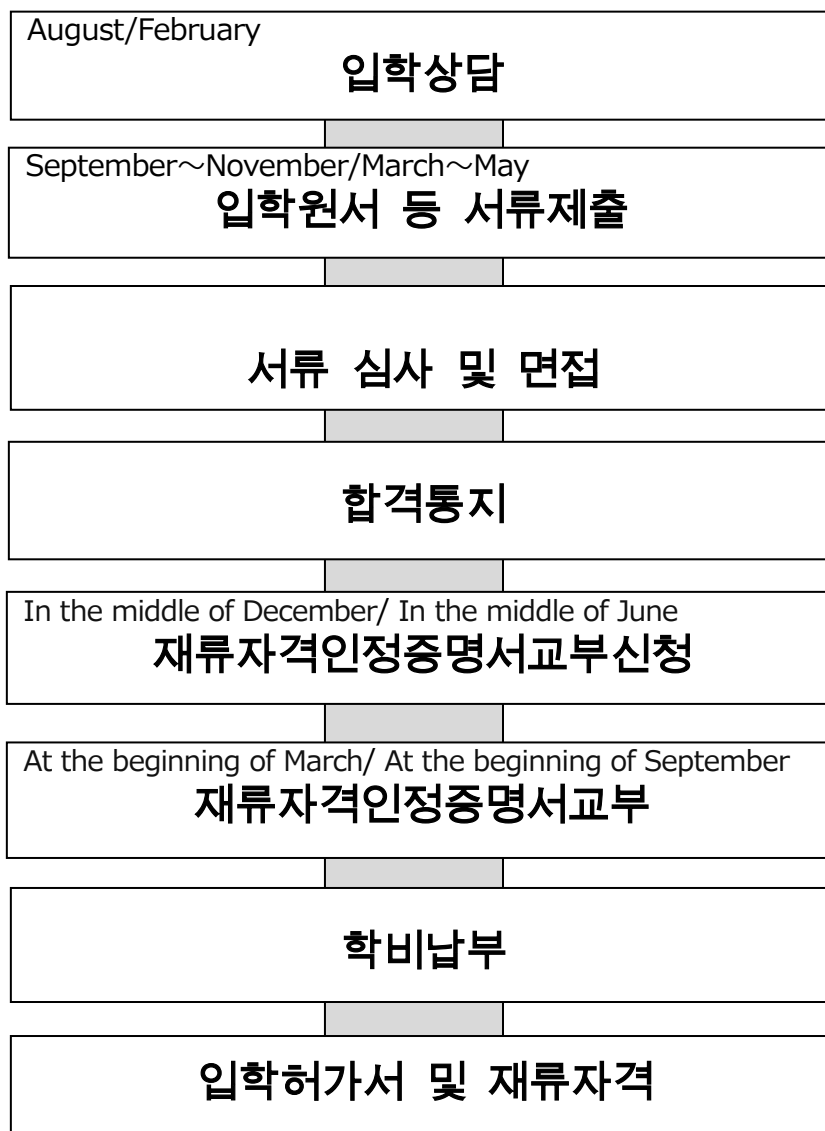 August/February
입학상담
September～November/March～May
입학원서 등 서류제출
서류 심사 및 면접
합격통지
In the middle of December/ In the middle of June
재류자격인정증명서교부신청
At the beginning of March/ At the beginning of September
재류자격인정증명서교부
학비납부
입학허가서 및 재류자격